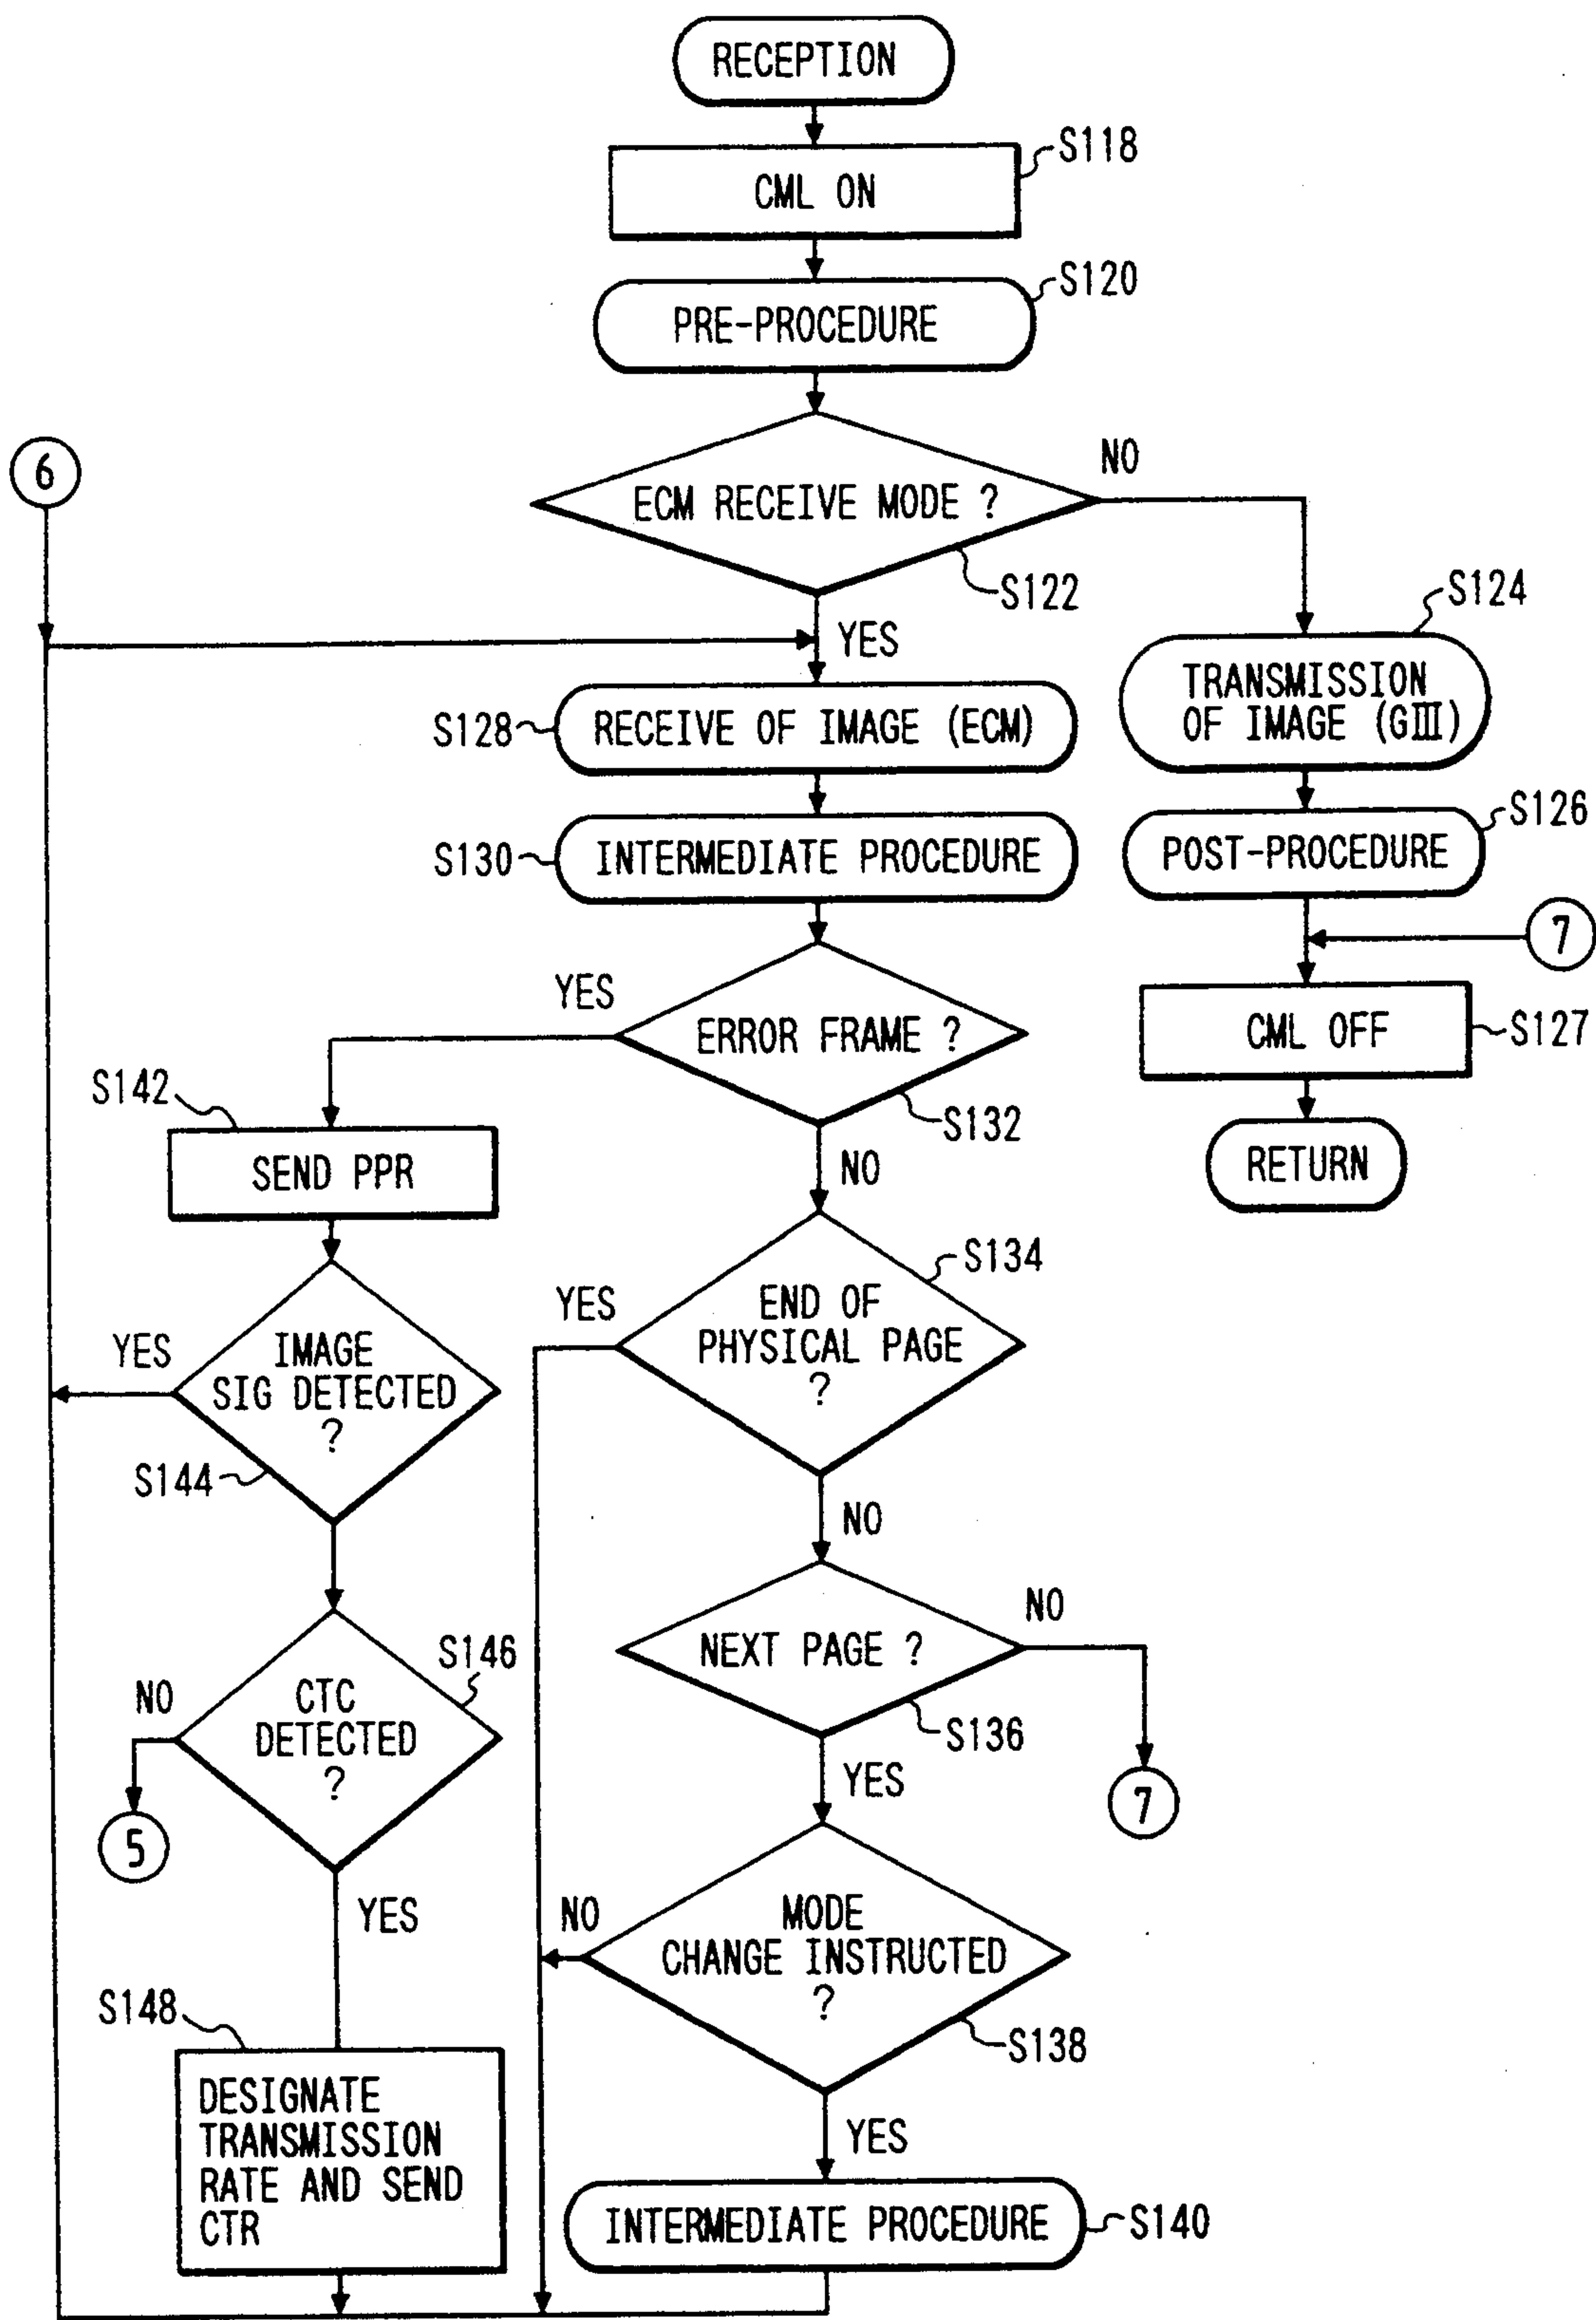 RECEPTION
S118
CML ON
S120
PRE-PROCEDURE
6
NO
ECM RECEIVE MODE ?
S122
S124
YES
TRANSMISSION
OF IMAGE (GIII)
S128
RECEIVE OF IMAGE (ECM)
S126
S130
INTERMEDIATE PROCEDURE
POST-PROCEDURE
7
YES
ERROR FRAME ?
CML OFF
S127
S142
S132
SEND PPR
NO
RETURN
S134
YES
END OF
PHYSICAL PAGE
?
YES
IMAGE
SIG DETECTED
?
S144
NO
NO
NEXT PAGE ?
S146
NO
CTC
DETECTED
?
S136
YES
7
5
YES
NO
MODE
CHANGE INSTRUCTED
?
S148
S138
DESIGNATE
TRANSMISSION
RATE AND SEND
CTR
YES
INTERMEDIATE PROCEDURE
S140